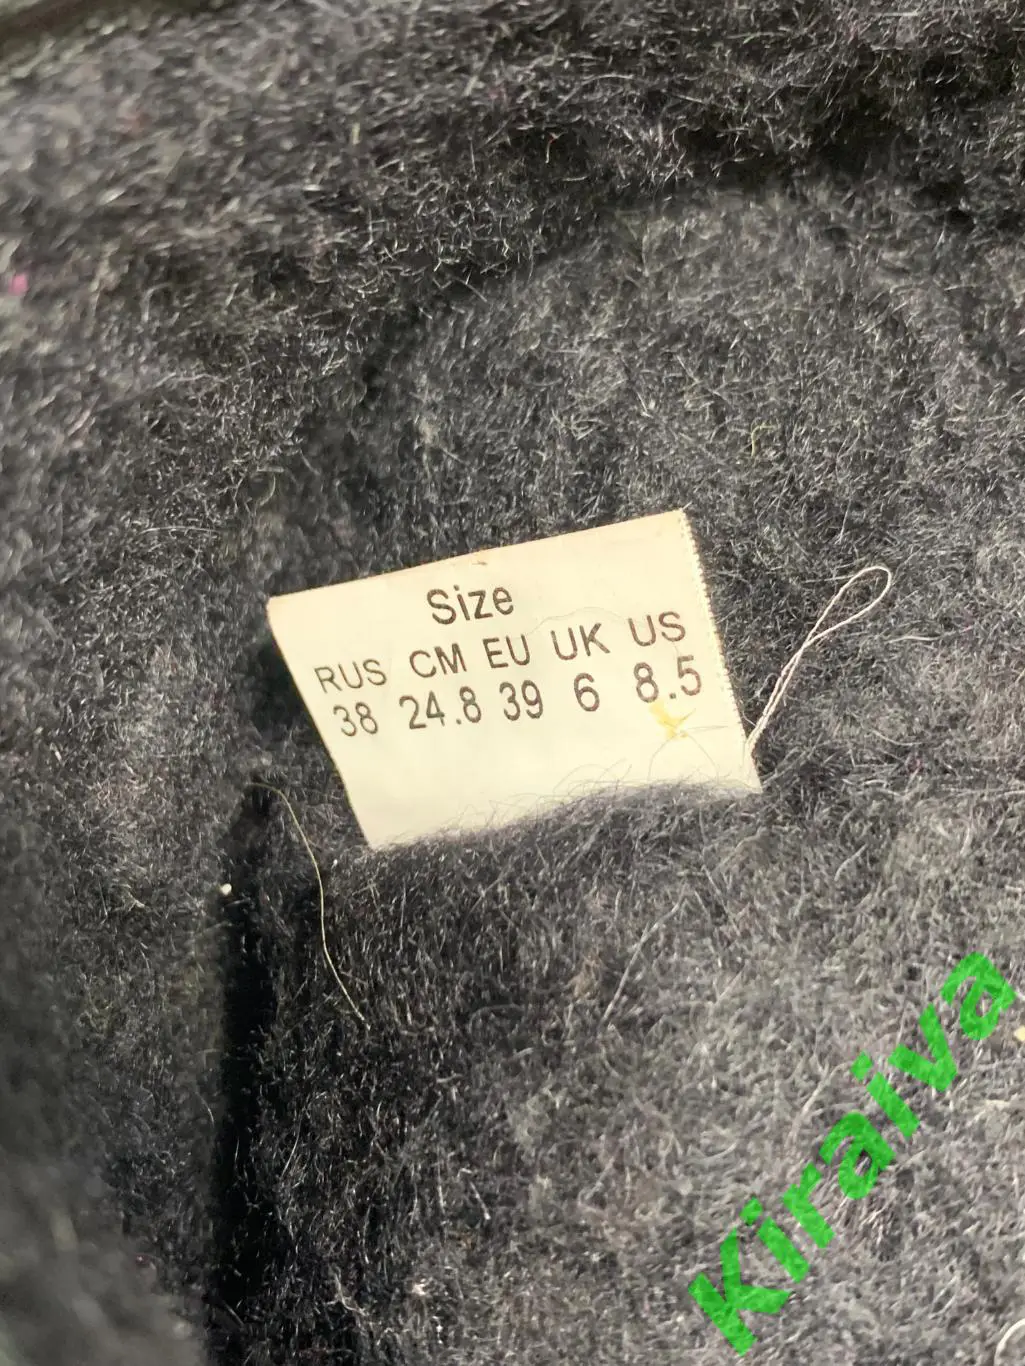 Size
RUS CM EU UK US
38 24.8 39 6 8.5
Kiraiva